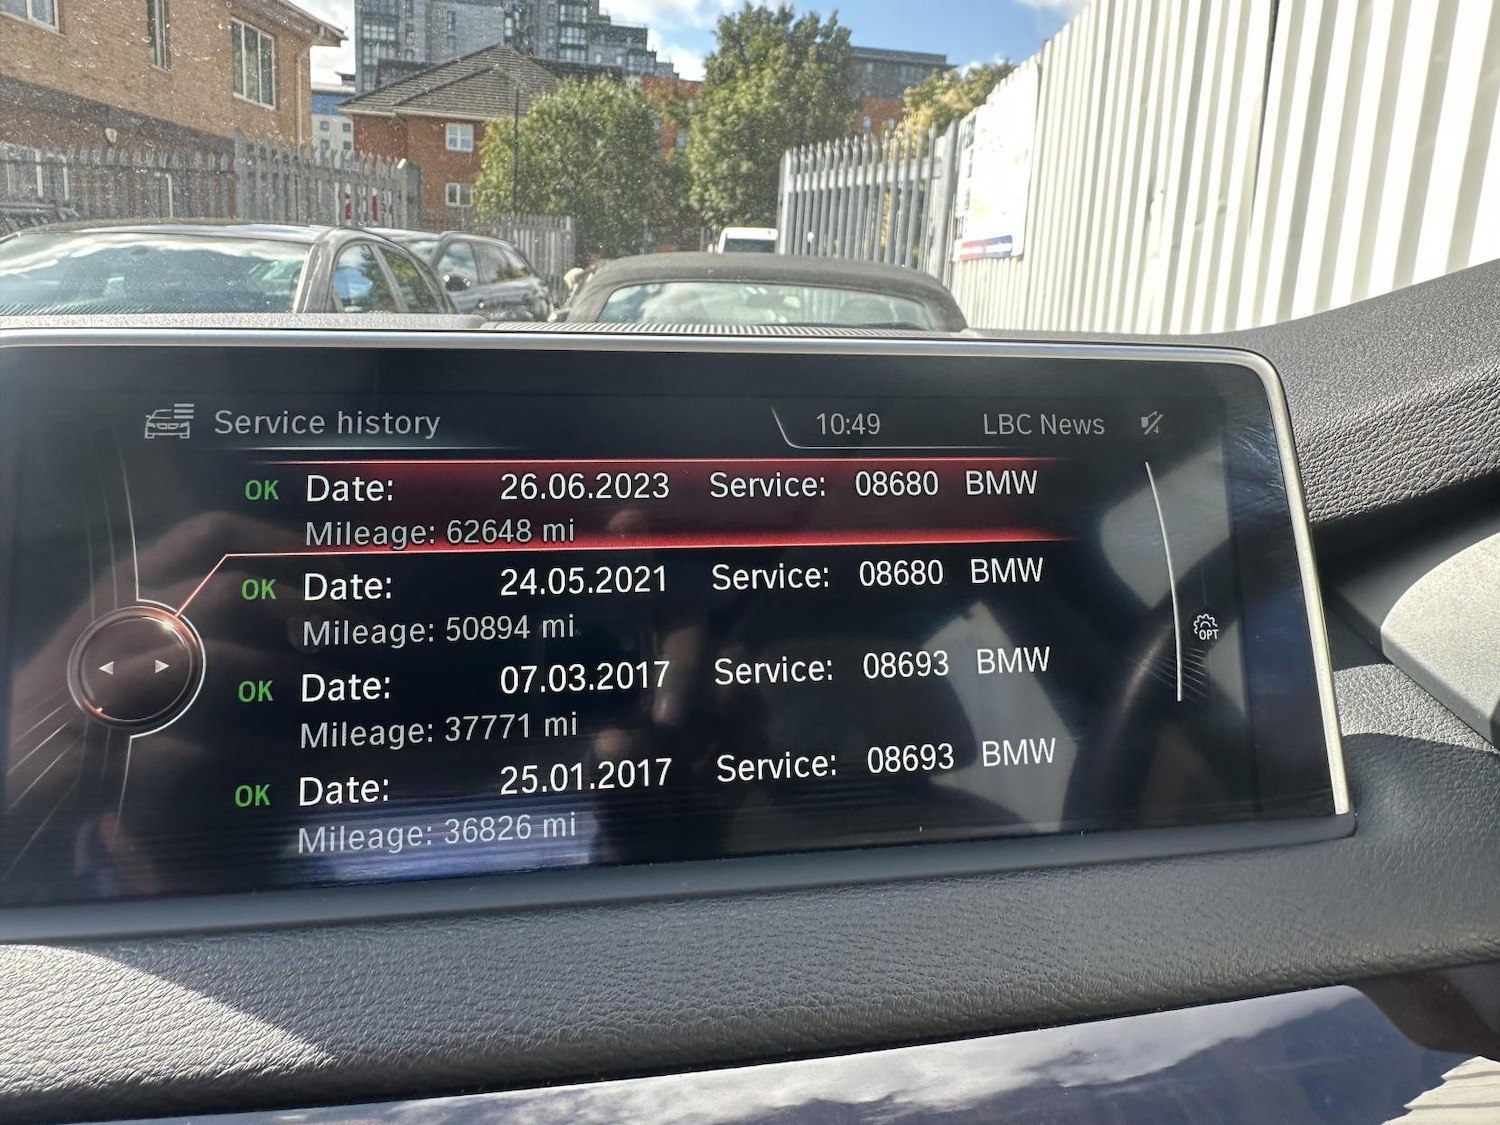 Service history 10:49 LBC News
OK Date: 26.06.2023 Service: 08680 BMW
Mileage: 62648 mi
OK Date: 24.05.2021 Service: 08680 BMW
Mileage: 50894 mi
OPT
OK Date: 07.03.2017 Service: 08693 BMW
Mileage: 37771 mi
OK Date: 25.01.2017 Service: 08693 BMW
Mileage: 36826 mi